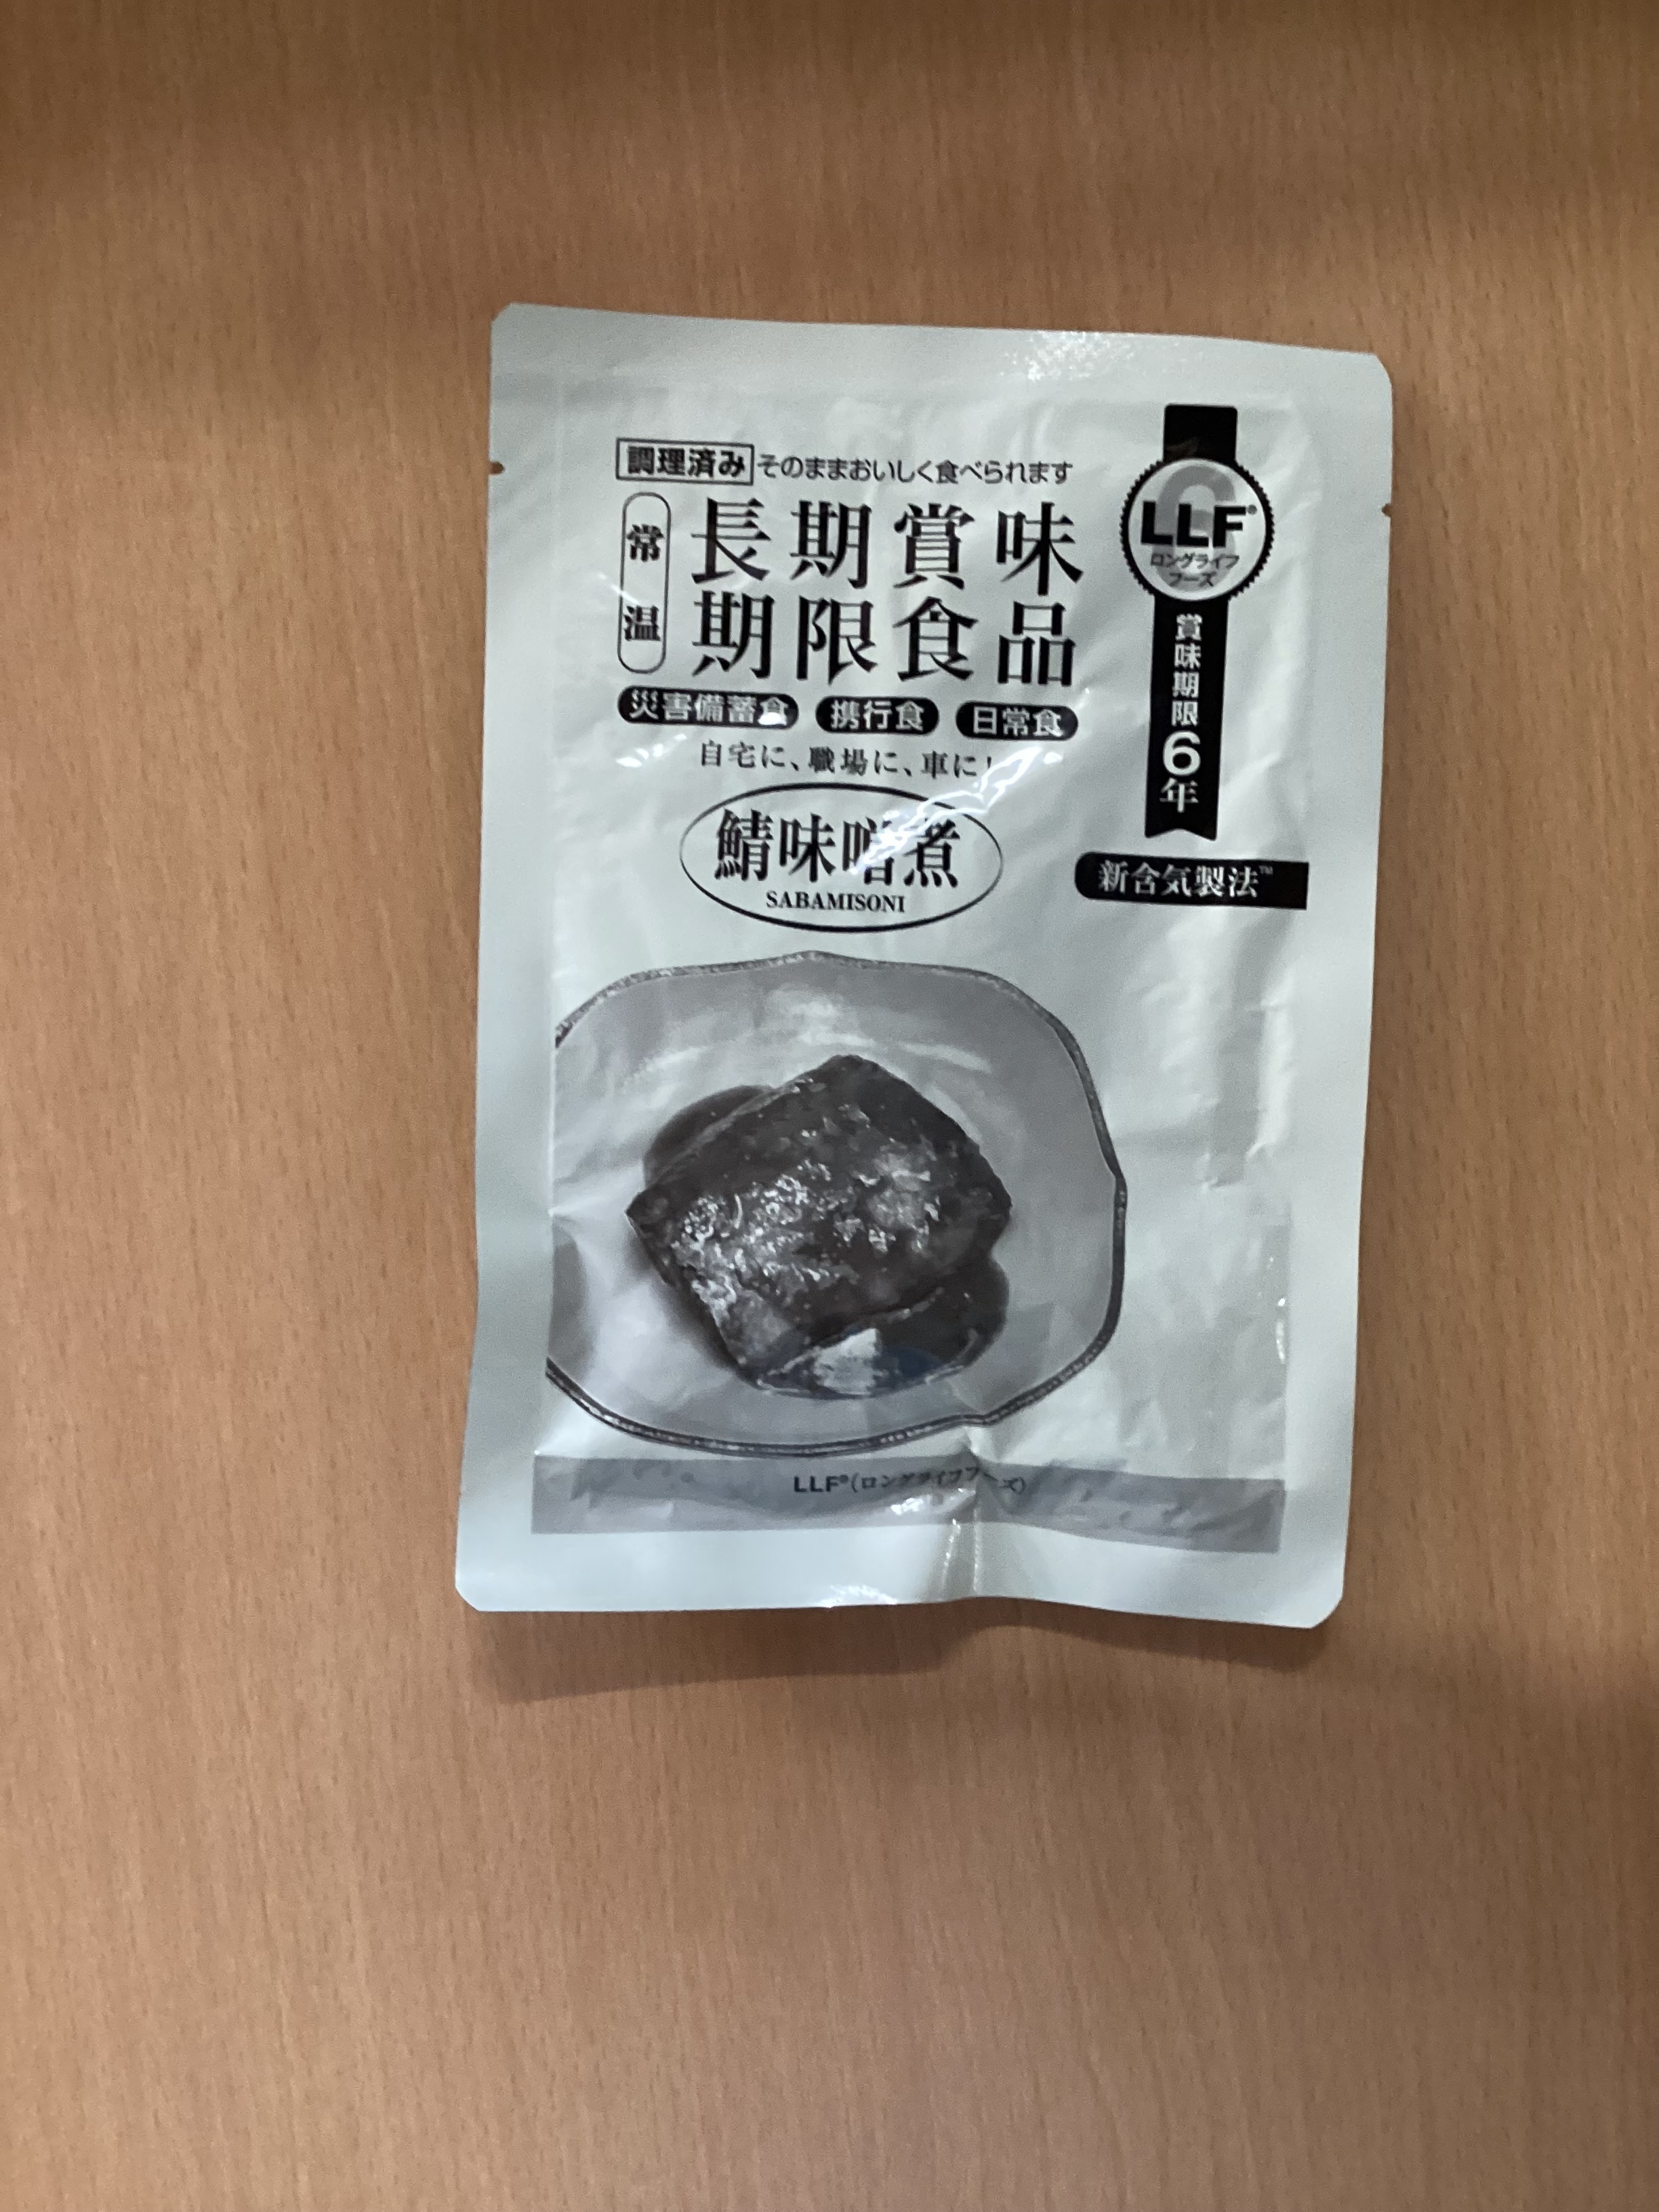 調理済み そのままおいしく食べられます
常温
長期賞味
期限食品
災害備蓄食 携行食 日常食
自宅に、職場に、車に!
鯖味噌煮
SABAMISONI
LLF®
ロングライフ
フーズ
賞味期限6年
新含気製法™
LLF®(ロングライフフーズ)